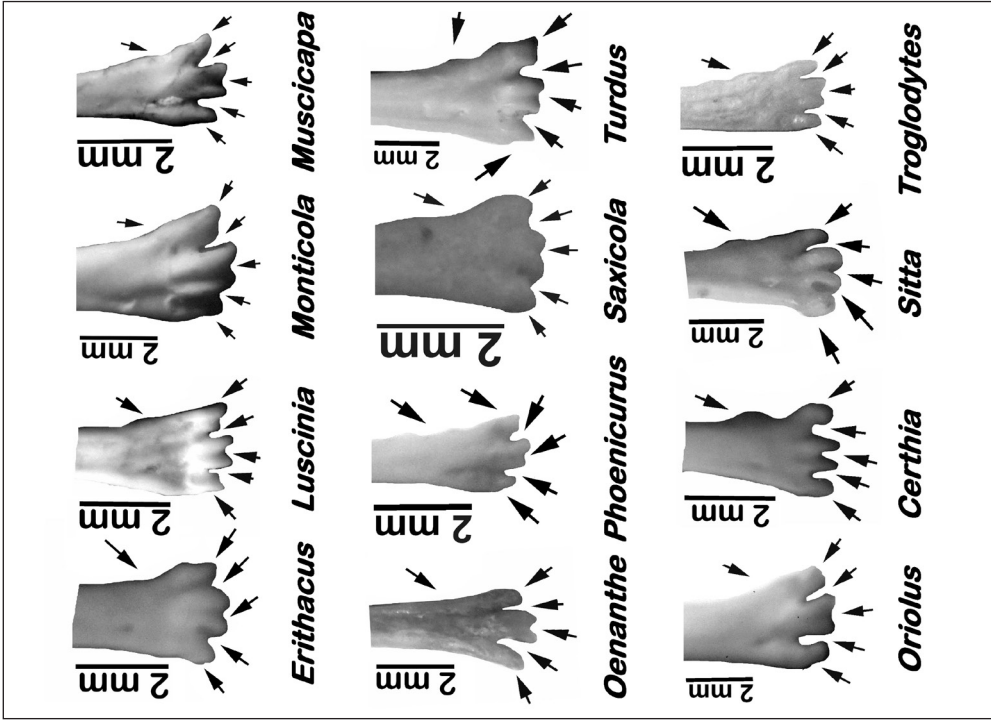 2 mm 2 mm 2 mm 2 mm
Erithacus Luscinia Monticola Muscicapa
2 mm 2 mm 2 mm 2 mm
Oenanthe Phoenicurus Saxicola Turdus
2 mm 2 mm 2 mm 2 mm
Oriolus Certhia Sitta Troglodytes